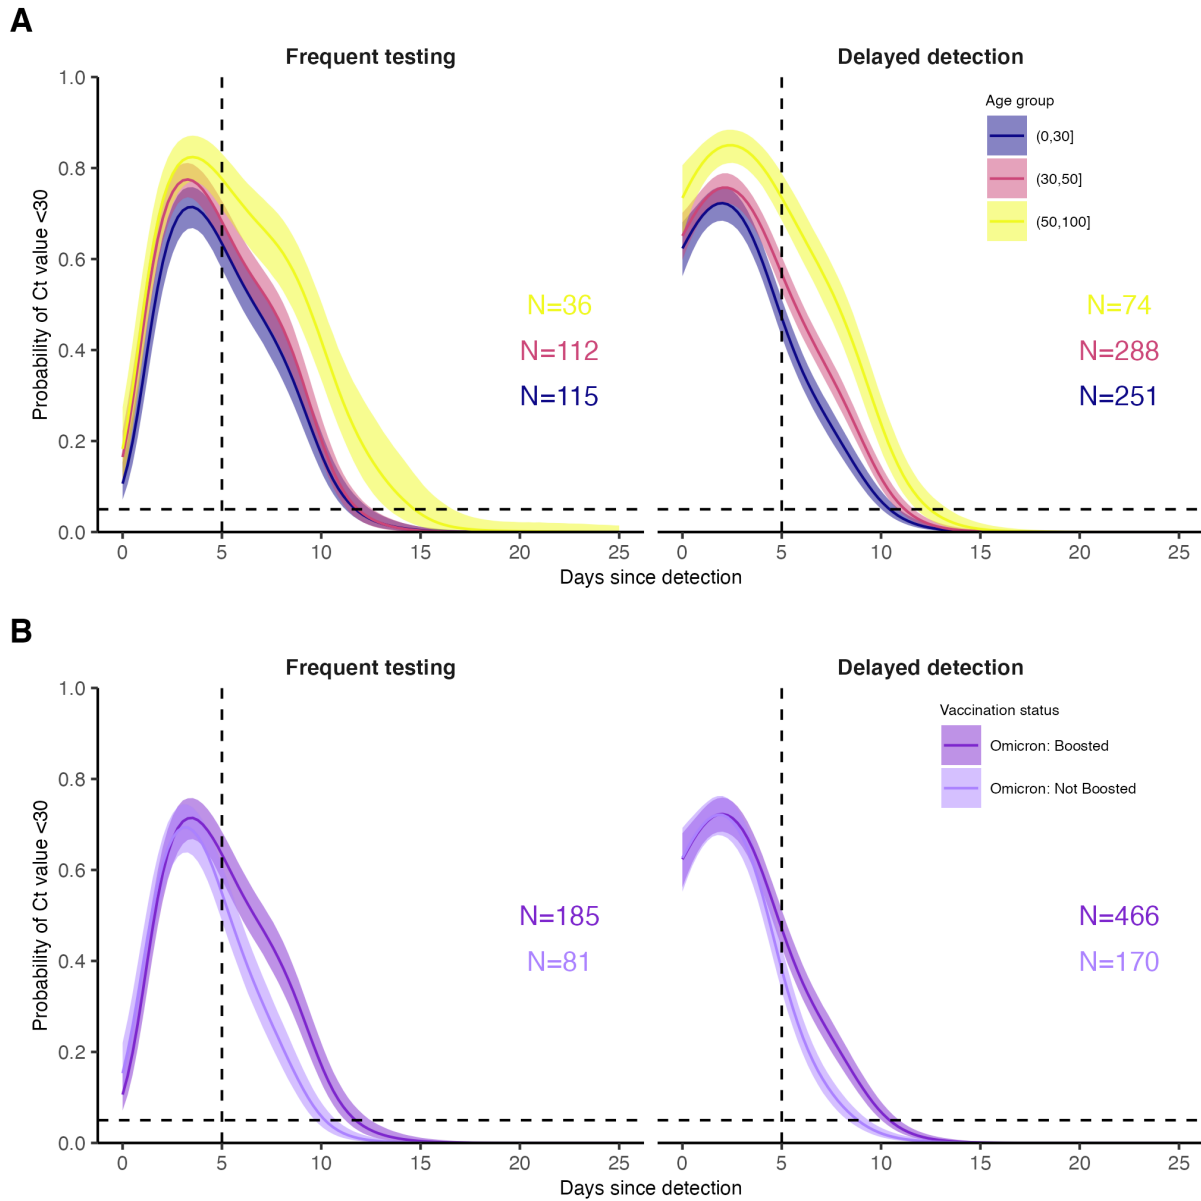 A
Frequent testing
Delayed detection
Probability of Ct value <30
1.0
0.8
0.6
0.4
0.2
0.0
Age group
(0,30]
(30,50]
(50,100]
N=36
N=112
N=115
N=74
N=288
N=251
0 5 10 15 20 25
0 5 10 15 20 25
Days since detection
B
Frequent testing
Delayed detection
Probability of Ct value <30
1.0
0.8
0.6
0.4
0.2
0.0
Vaccination status
Omicron: Boosted
Omicron: Not Boosted
N=185
N=81
N=466
N=170
0 5 10 15 20 25
0 5 10 15 20 25
Days since detection